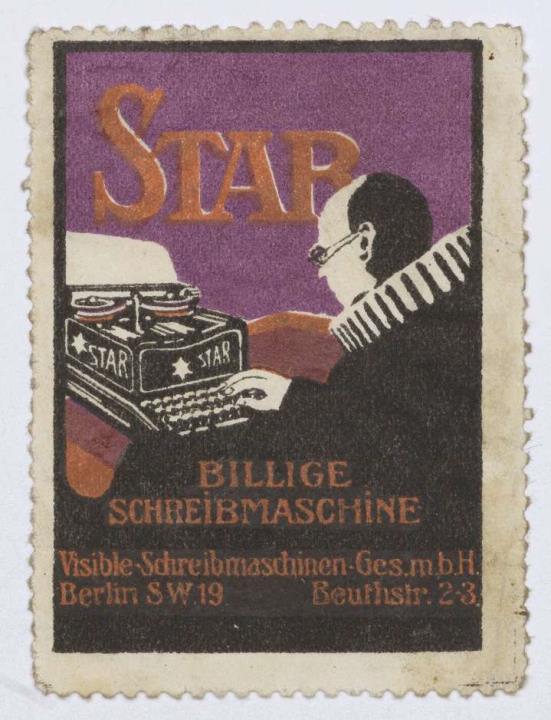 STAR
★STAR
★ STAR
BILLIGE
SCHREIBMASCHINE
Visible-Schreibmaschinen-Ges.m.b.H.
Berlin SW.19 Beuthstr. 2-3.